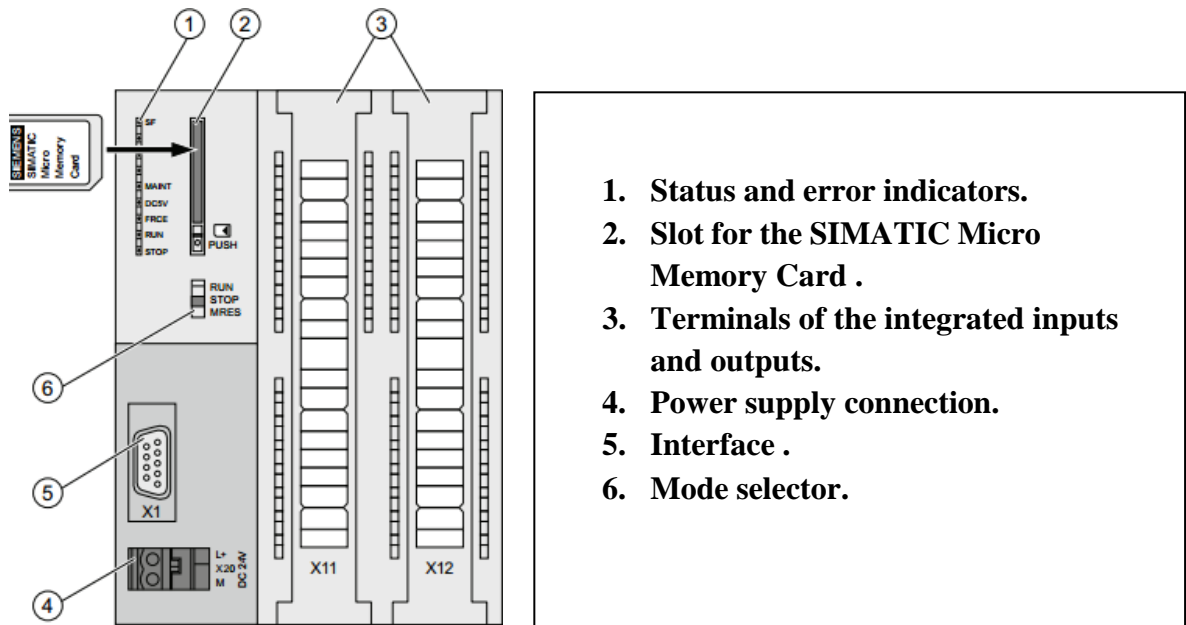 1
2
3
SIEMENS
SIMATIC
Micro
Memory
Card
SF
MAINT
DC5V
FRCE
RUN
STOP
PUSH
RUN
STOP
MRES
6
5
X1
4
L+
X20
M
DC 24V
X11
X12
1. Status and error indicators.
2. Slot for the SIMATIC Micro
Memory Card .
3. Terminals of the integrated inputs
and outputs.
4. Power supply connection.
5. Interface .
6. Mode selector.